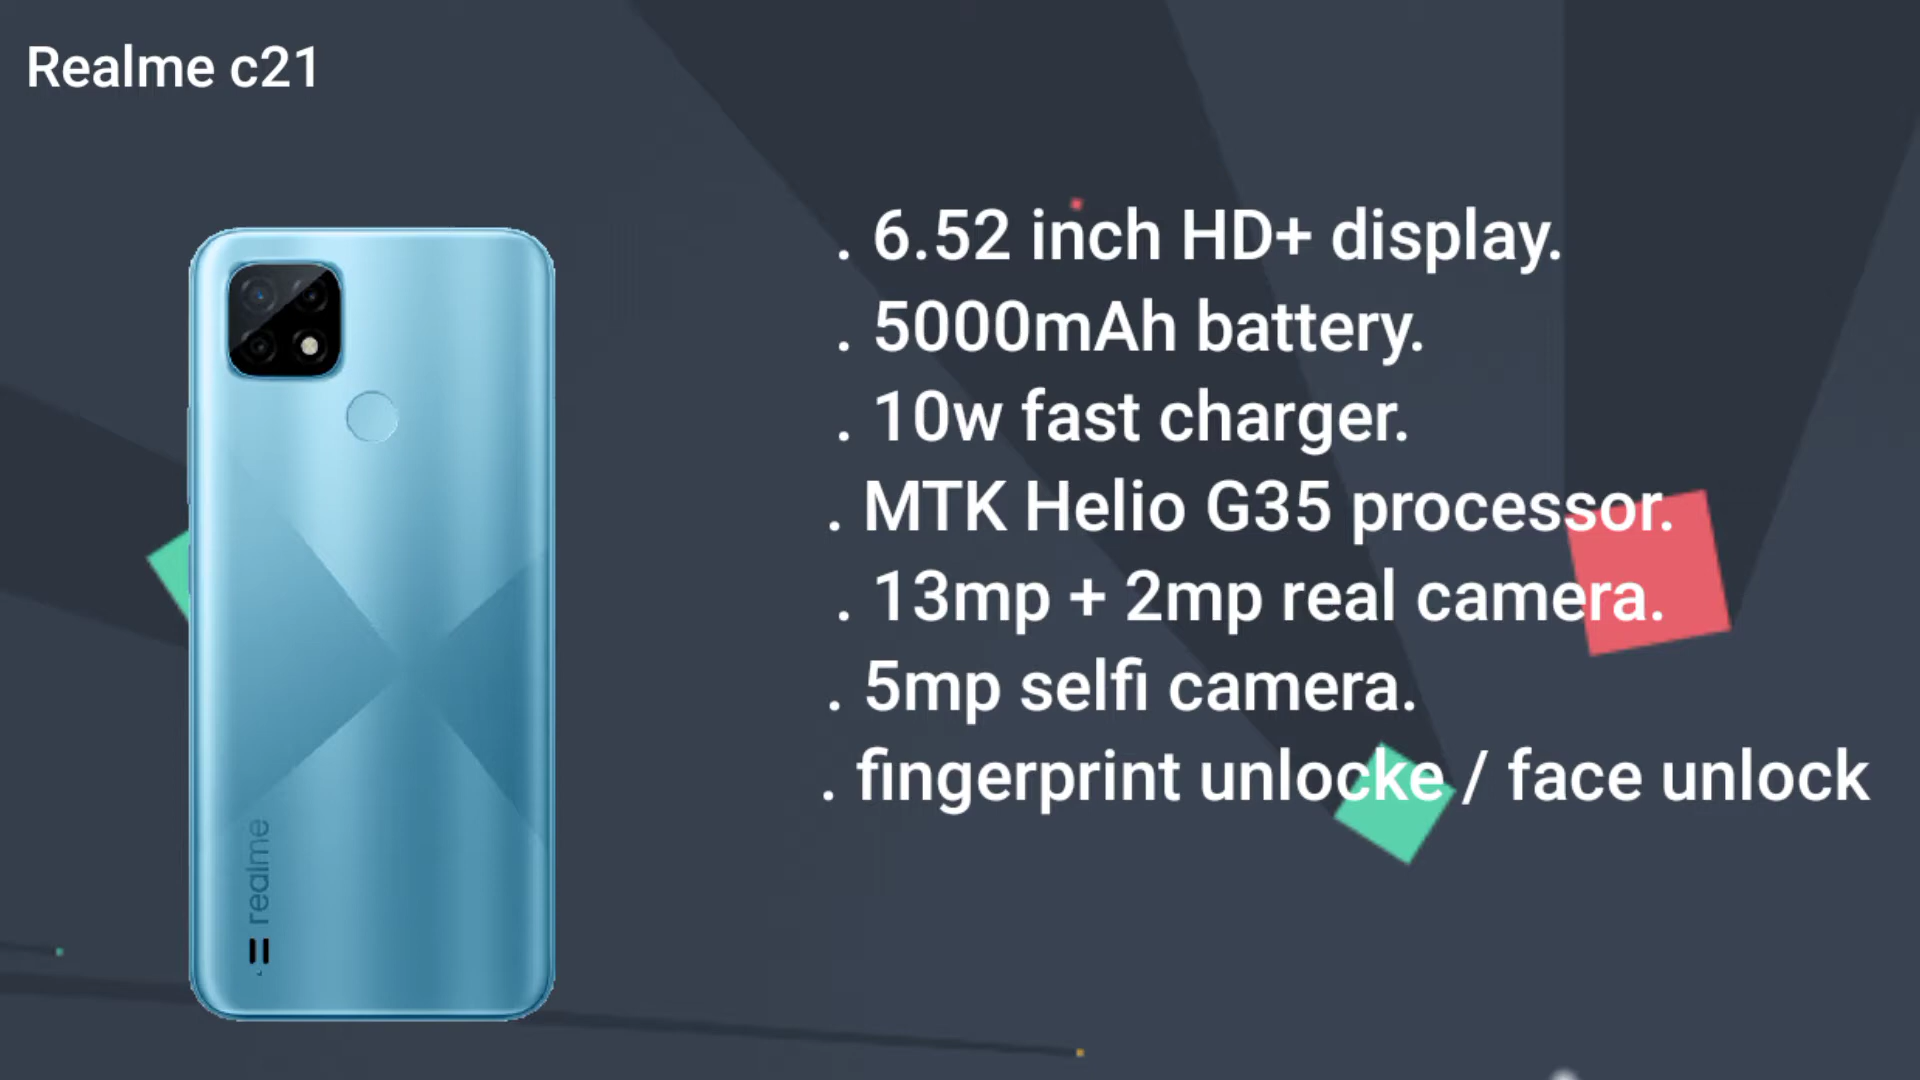 Realme c21
. 6.52 inch HD+ display.
. 5000mAh battery.
. 10w fast charger.
. MTK Helio G35 processor.
. 13mp + 2mp real camera.
. 5mp selfi camera.
. fingerprint unlocke / face unlock
realme